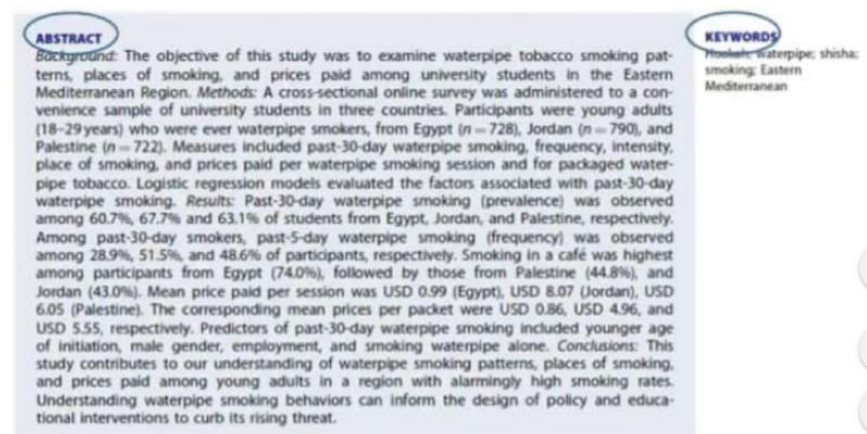 ABSTRACT
Background: The objective of this study was to examine waterpipe tobacco smoking pat-
terns, places of smoking, and prices paid among university students in the Eastern
Mediterranean Region. Methods: A cross-sectional online survey was administered to a con-
venience sample of university students in three countries. Participants were young adults
(18–29 years) who were ever waterpipe smokers, from Egypt (n = 728), Jordan (n = 790), and
Palestine (n = 722). Measures included past-30-day waterpipe smoking, frequency, intensity,
place of smoking, and prices paid per waterpipe smoking session and for packaged water-
pipe tobacco. Logistic regression models evaluated the factors associated with past-30-day
waterpipe smoking. Results: Past-30-day waterpipe smoking (prevalence) was observed
among 60.7%, 67.7% and 63.1% of students from Egypt, Jordan, and Palestine, respectively.
Among past-30-day smokers, past-5-day waterpipe smoking (frequency) was observed
among 28.9%, 51.5%, and 48.6% of participants, respectively. Smoking in a café was highest
among participants from Egypt (74.0%), followed by those from Palestine (44.8%), and
Jordan (43.0%). Mean price paid per session was USD 0.99 (Egypt), USD 8.07 (Jordan), USD
6.05 (Palestine). The corresponding mean prices per packet were USD 0.86, USD 4.96, and
USD 5.55, respectively. Predictors of past-30-day waterpipe smoking included younger age
of initiation, male gender, employment, and smoking waterpipe alone. Conclusions: This
study contributes to our understanding of waterpipe smoking patterns, places of smoking,
and prices paid among young adults in a region with alarmingly high smoking rates.
Understanding waterpipe smoking behaviors can inform the design of policy and educa-
tional interventions to curb its rising threat.
KEYWORDS
Hookah; waterpipe; shisha;
smoking; Eastern
Mediterranean